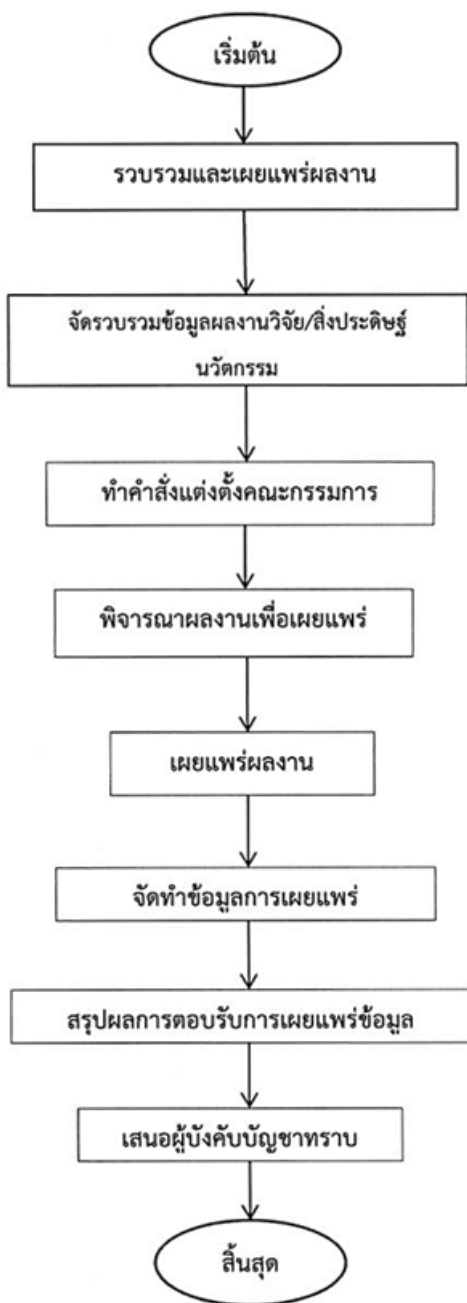 เริ่มต้น
รวบรวมและเผยแพร่ผลงาน
จัดรวบรวมข้อมูลผลงานวิจัย/สิ่งประดิษฐ์
นวัตกรรม
ทำคำสั่งแต่งตั้งคณะกรรมการ
พิจารณาผลงานเพื่อเผยแพร่
เผยแพร่ผลงาน
จัดทำข้อมูลการเผยแพร่
สรุปผลการตอบรับการเผยแพร่ข้อมูล
เสนอผู้บังคับบัญชาทราบ
สิ้นสุด